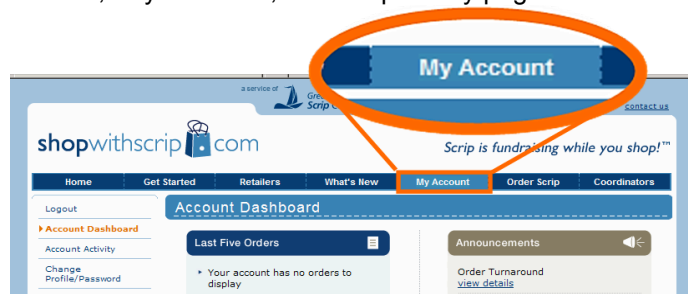 My Account
a service of
Scrip
contact us
shopwithscrip com
Scrip is fundraising while you shop!™
Home Get Started Retailers What's New My Account Order Scrip Coordinators
Logout
Account Dashboard
Account Dashboard
Account Activity
Change
Profile/Password
Last Five Orders
Your account has no orders to
display
Announcements
Order Turnaround
view details